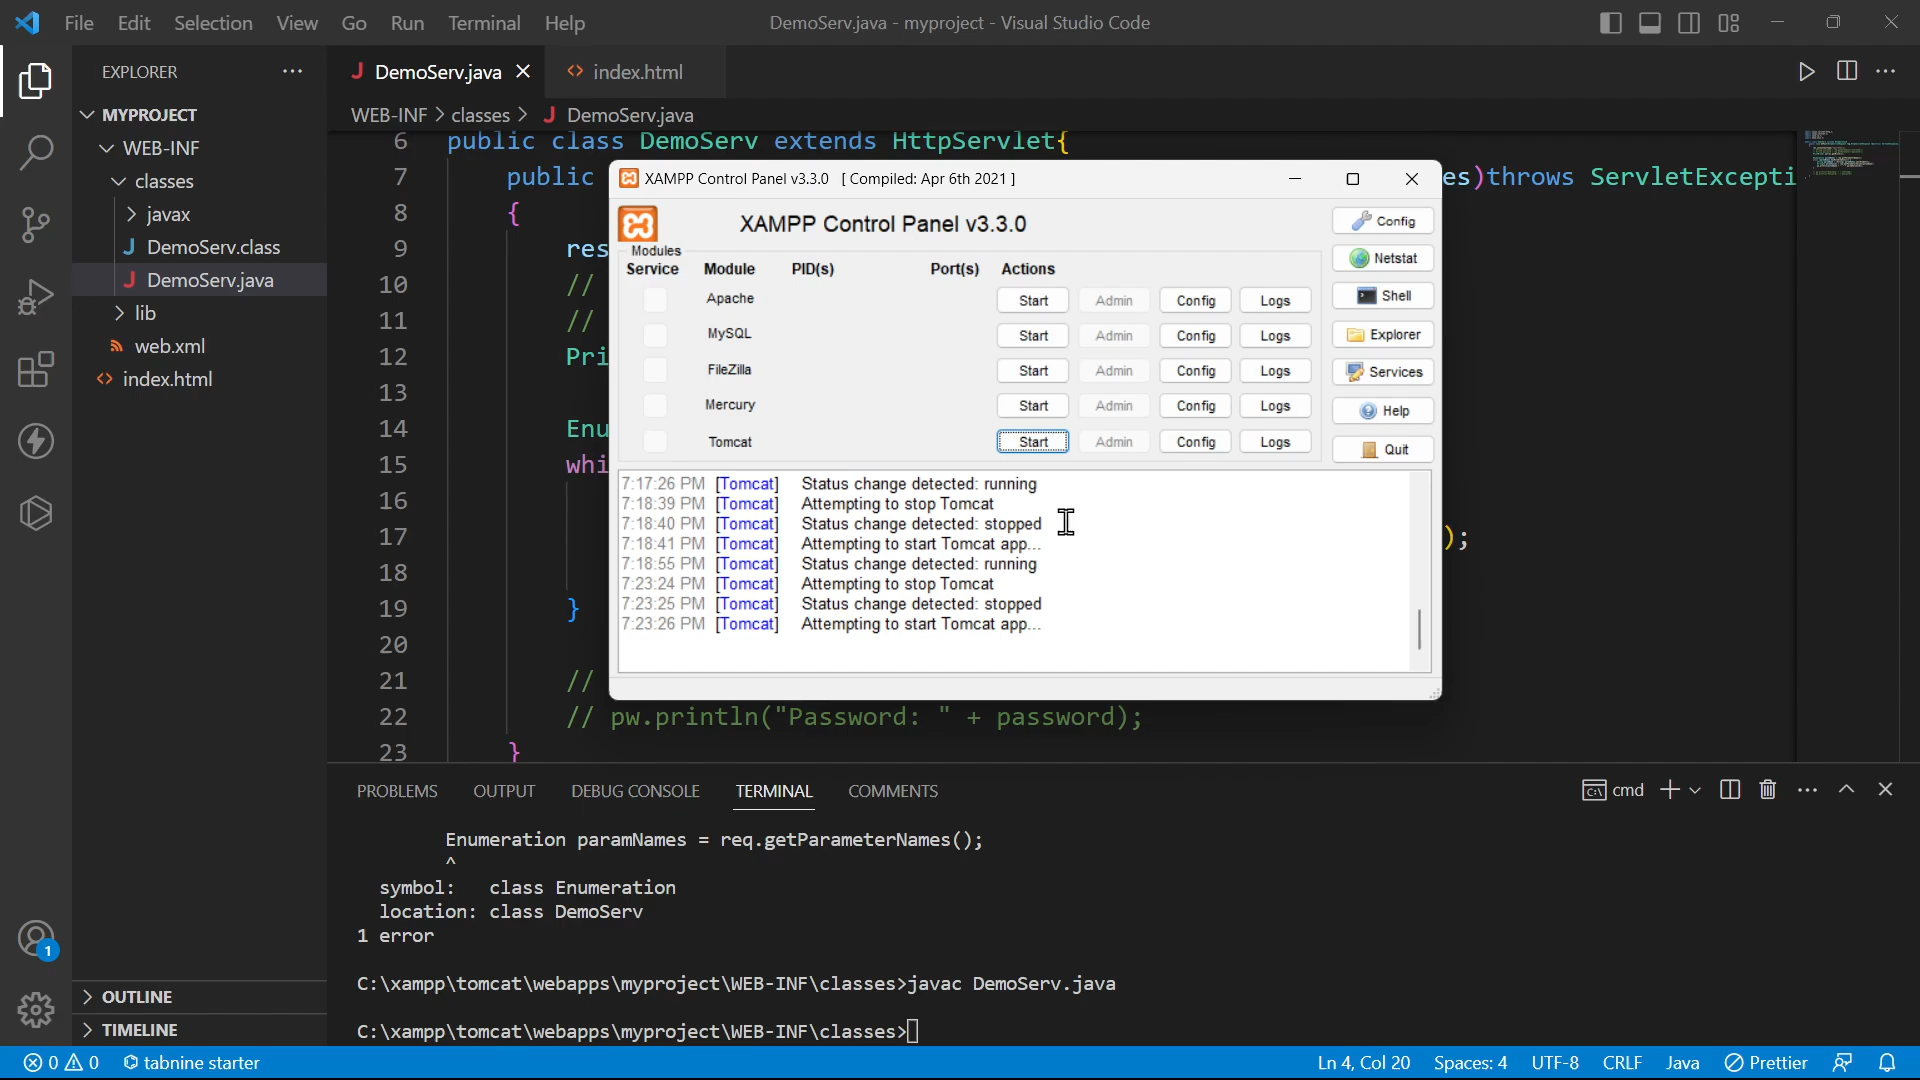 File Edit Selection View Go Run Terminal Help
DemoServ.java - myproject - Visual Studio Code
EXPLORER
MYPROJECT
WEB-INF
classes
javax
J DemoServ.class
J DemoServ.java
lib
web.xml
<> index.html
OUTLINE
TIMELINE
J DemoServ.java
<> index.html
WEB-INF > classes > J DemoServ.java
6 public class DemoServ extends HttpServlet{
7 public es)throws ServletExcepti
8 {
9 res
10 //
11 //
12 Pri
13
14 Enu
15 whi
16
17 );
18
19 }
20
21 //
22 // pw.println("Password: " + password);
23 }
XAMPP Control Panel v3.3.0 [ Compiled: Apr 6th 2021 ]
XAMPP Control Panel v3.3.0
Modules
Service Module PID(s) Port(s) Actions
Apache Start Admin Config Logs
MySQL Start Admin Config Logs
FileZilla Start Admin Config Logs
Mercury Start Admin Config Logs
Tomcat Start Admin Config Logs
Config
Netstat
Shell
Explorer
Services
Help
Quit
7:17:26 PM [Tomcat] Status change detected: running
7:18:39 PM [Tomcat] Attempting to stop Tomcat
7:18:40 PM [Tomcat] Status change detected: stopped
7:18:41 PM [Tomcat] Attempting to start Tomcat app...
7:18:55 PM [Tomcat] Status change detected: running
7:23:24 PM [Tomcat] Attempting to stop Tomcat
7:23:25 PM [Tomcat] Status change detected: stopped
7:23:26 PM [Tomcat] Attempting to start Tomcat app...
PROBLEMS OUTPUT DEBUG CONSOLE TERMINAL COMMENTS
cmd
Enumeration paramNames = req.getParameterNames();
^
symbol: class Enumeration
location: class DemoServ
1 error
C:\xampp\tomcat\webapps\myproject\WEB-INF\classes>javac DemoServ.java
C:\xampp\tomcat\webapps\myproject\WEB-INF\classes>
1
0 0 tabnine starter
Ln 4, Col 20 Spaces: 4 UTF-8 CRLF Java Prettier